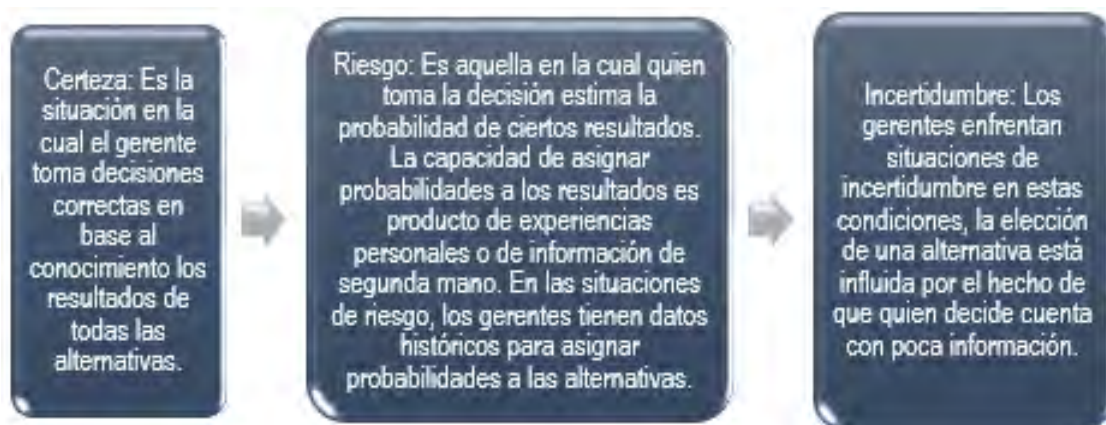 Certeza: Es la
situación en la
cual el gerente
toma decisiones
correctas en
base al
conocimiento los
resultados de
todas las
alternativas.
Riesgo: Es aquella en la cual quien
toma la decisión estima la
probabilidad de ciertos resultados.
La capacidad de asignar
probabilidades a los resultados es
producto de experiencias
personales o de información de
segunda mano. En las situaciones
de riesgo, los gerentes tienen datos
históricos para asignar
probabilidades a las alternativas.
Incertidumbre: Los
gerentes enfrentan
situaciones de
incertidumbre en estas
condiciones, la elección
de una alternativa está
influida por el hecho de
que quien decide cuenta
con poca información.